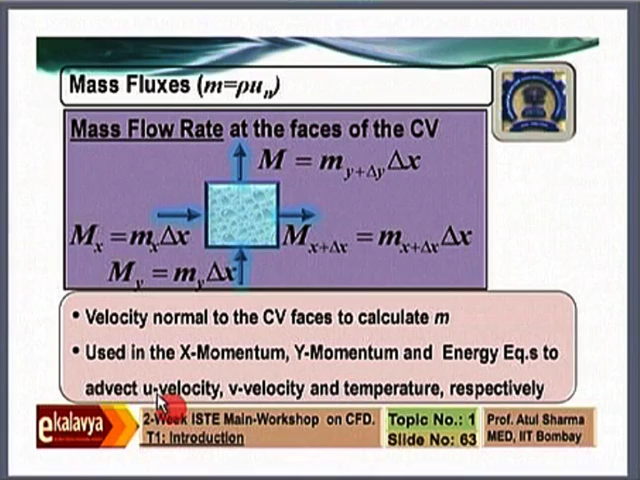 Mass Fluxes (m=ρuₙ)
Mass Flow Rate at the faces of the CV
M = m_{y+Δy}Δx
M_x = m_xΔx
M_{x+Δx} = m_{x+Δx}Δx
M_y = m_yΔx
• Velocity normal to the CV faces to calculate m
• Used in the X-Momentum, Y-Momentum and Energy Eq.s to
advect u-velocity, v-velocity and temperature, respectively
ekalavya
2-Week ISTE Main-Workshop on CFD.
T1: Introduction
Topic No.: 1
Slide No: 63
Prof. Atul Sharma
MED, IIT Bombay